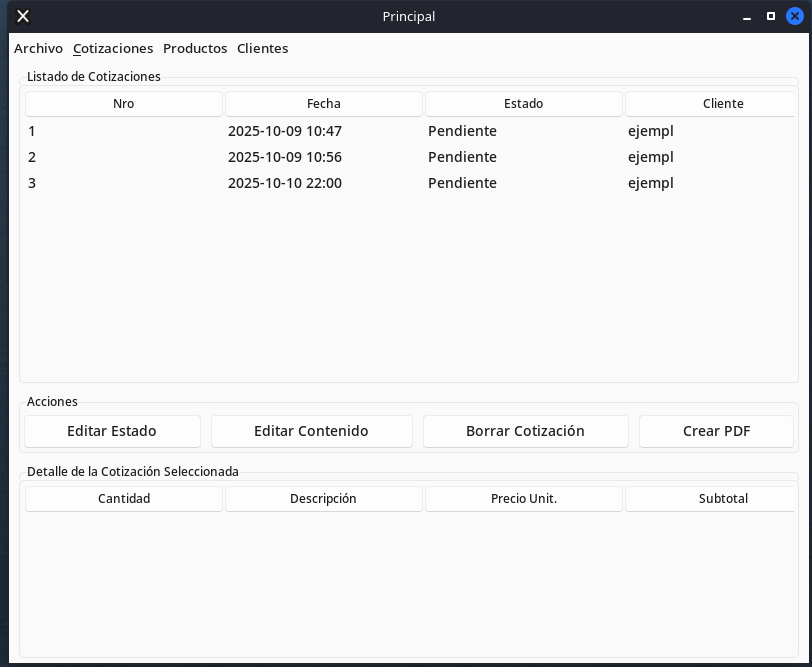 Principal
Archivo Cotizaciones Productos Clientes
Listado de Cotizaciones
Nro Fecha Estado Cliente
1 2025-10-09 10:47 Pendiente ejempl
2 2025-10-09 10:56 Pendiente ejempl
3 2025-10-10 22:00 Pendiente ejempl
Acciones
Editar Estado Editar Contenido Borrar Cotización Crear PDF
Detalle de la Cotización Seleccionada
Cantidad Descripción Precio Unit. Subtotal